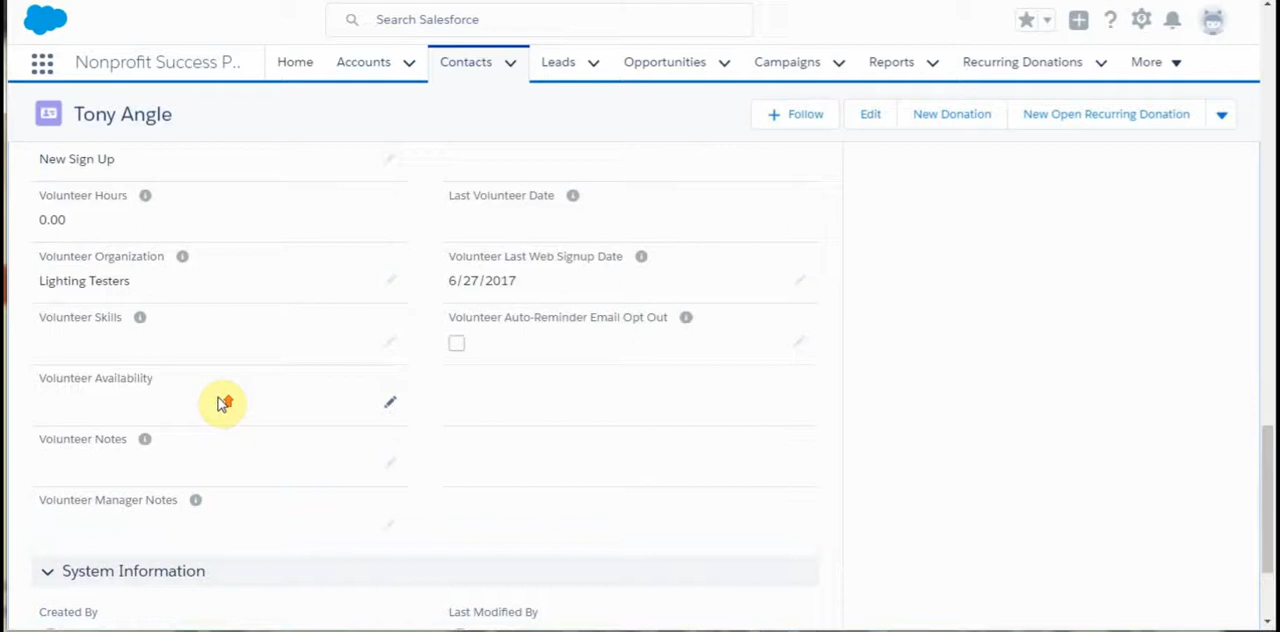 Search Salesforce
Nonprofit Success P.. Home Accounts Contacts Leads Opportunities Campaigns Reports Recurring Donations More
Tony Angle
Follow Edit New Donation New Open Recurring Donation
New Sign Up
Volunteer Hours Last Volunteer Date
0.00
Volunteer Organization Volunteer Last Web Signup Date
Lighting Testers 6/27/2017
Volunteer Skills Volunteer Auto-Reminder Email Opt Out
Volunteer Availability
Volunteer Notes
Volunteer Manager Notes
System Information
Created By Last Modified By